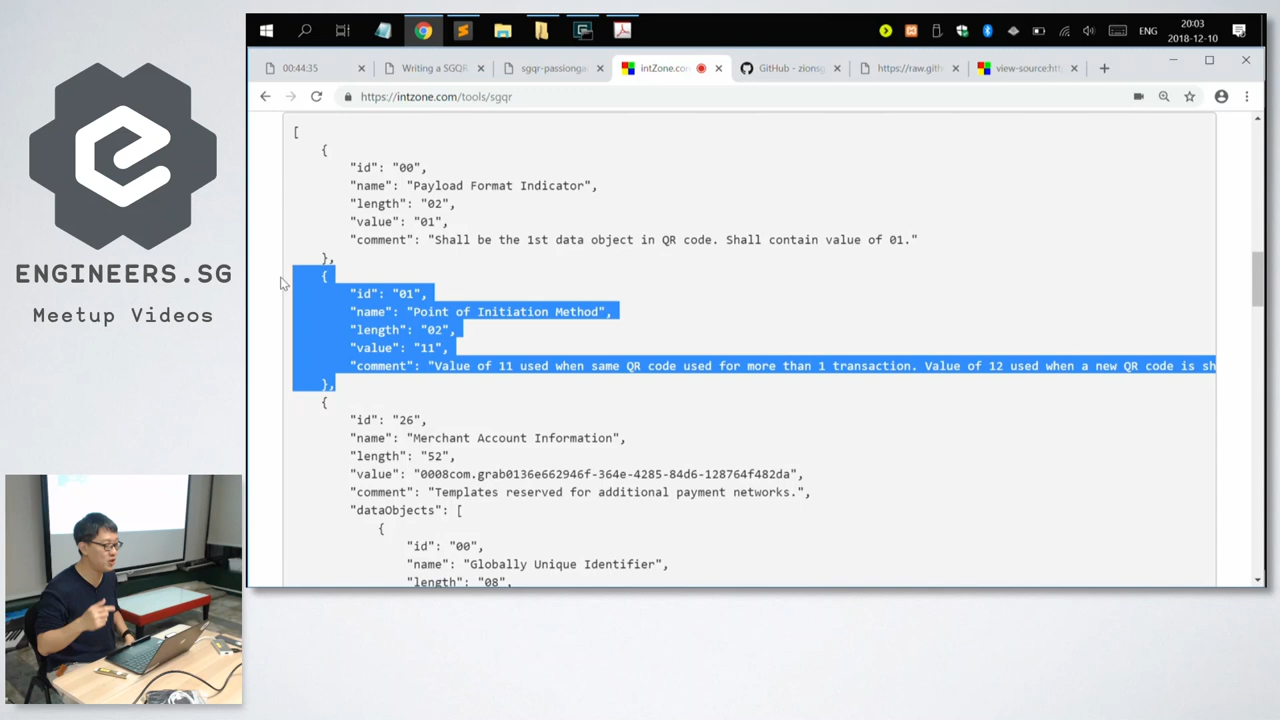 ENGINEERS.SG
Meetup Videos
20:03
ENG
2018-12-10
00:44:35
Writing a SGQR
sgqr-passionga
intZone.co
GitHub - zionsg
https://raw.gith
view-source:ht
https://intzone.com/tools/sgqr
[
{
"id": "00",
"name": "Payload Format Indicator",
"length": "02",
"value": "01",
"comment": "Shall be the 1st data object in QR code. Shall contain value of 01."
},
{
"id": "01",
"name": "Point of Initiation Method",
"length": "02",
"value": "11",
"comment": "Value of 11 used when same QR code used for more than 1 transaction. Value of 12 used when a new QR code is sh
},
{
"id": "26",
"name": "Merchant Account Information",
"length": "52",
"value": "0008com.grab0136e662946f-364e-4285-84d6-128764f482da",
"comment": "Templates reserved for additional payment networks.",
"dataObjects": [
{
"id": "00",
"name": "Globally Unique Identifier",
"length": "08",